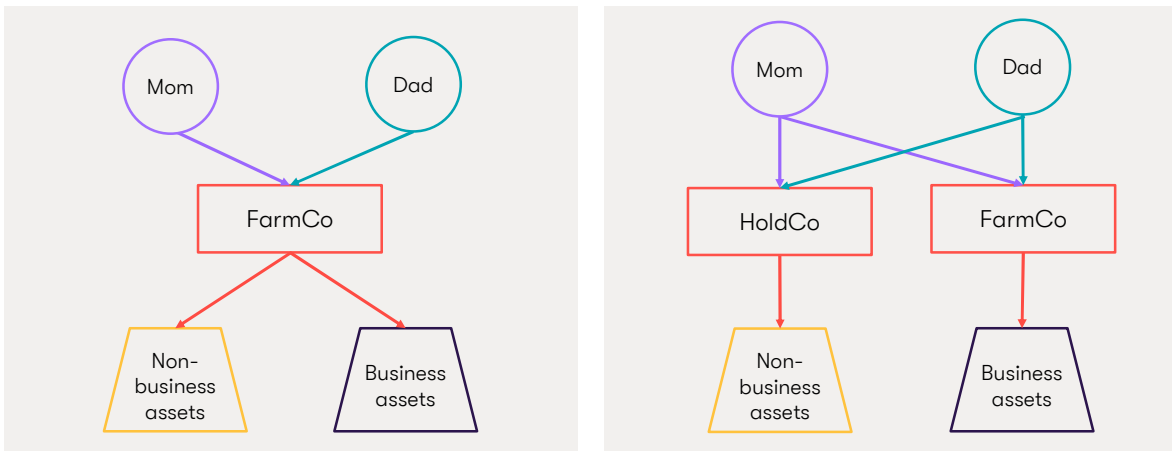 Mom
Dad
FarmCo
Non-
business
assets
Business
assets
Mom
Dad
HoldCo
FarmCo
Non-
business
assets
Business
assets